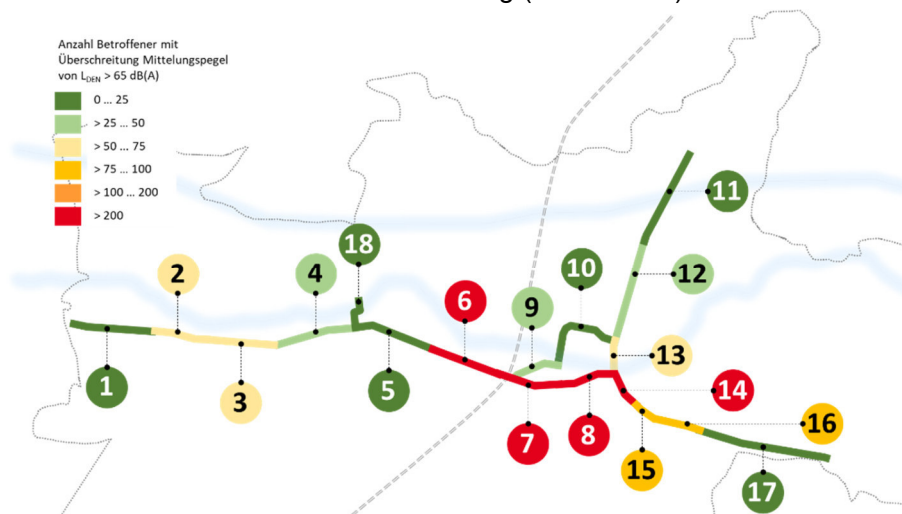 Anzahl Betroffener mit
Überschreitung Mittelungspegel
von LDEN > 65 dB(A)
0 ... 25
> 25 ... 50
> 50 ... 75
> 75 ... 100
> 100 ... 200
> 200
11
18
10
2
4
12
6
9
13
1
5
14
3
16
7
8
15
17